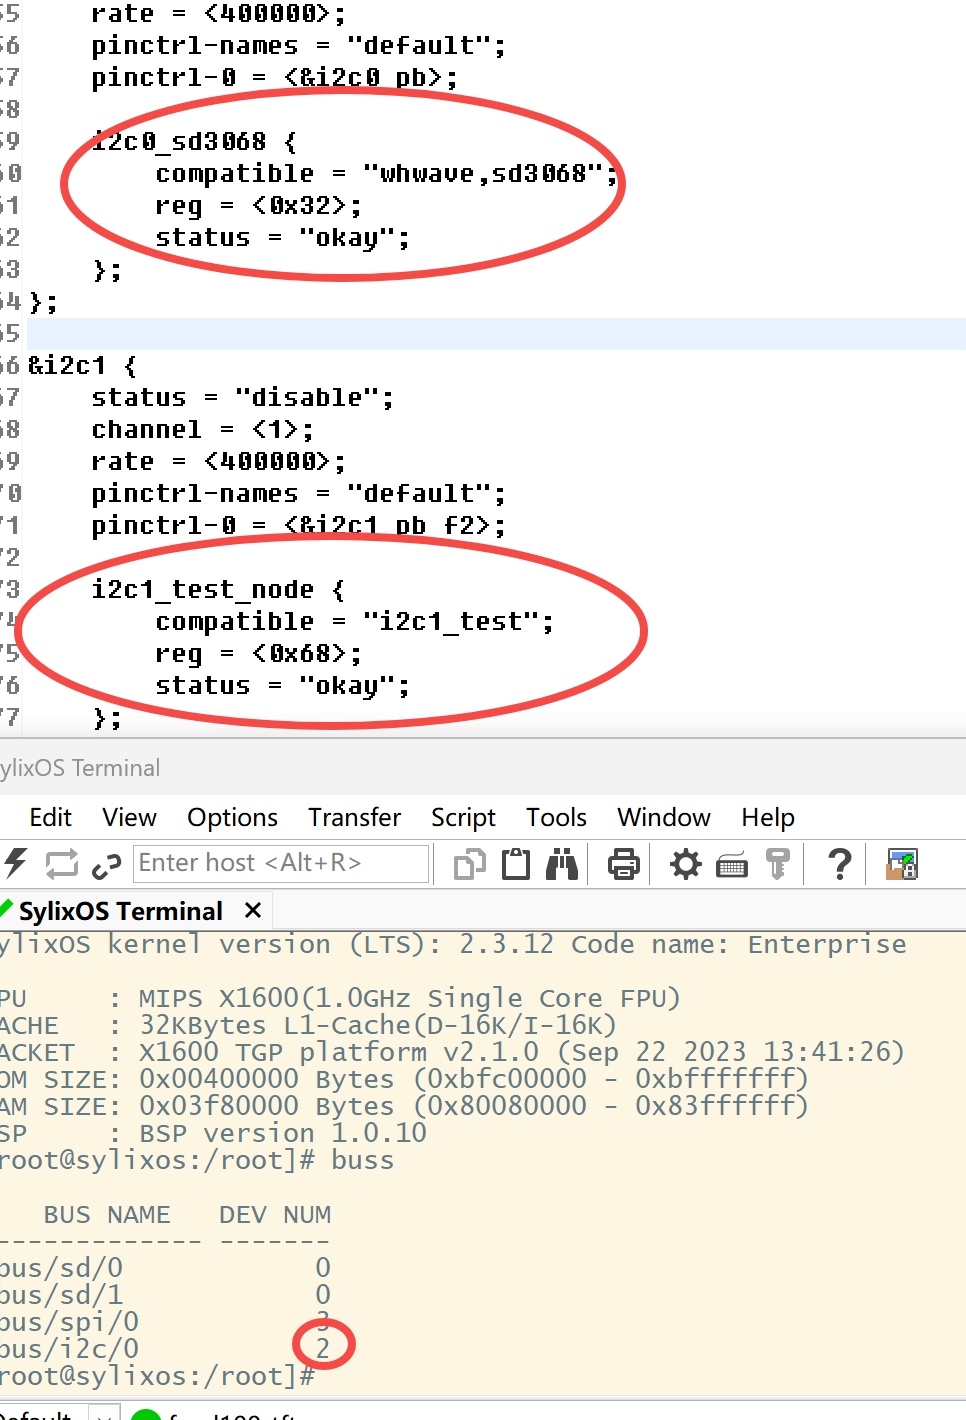 55 rate = <400000>;
56 pinctrl-names = "default";
57 pinctrl-0 = <&i2c0_pb>;
58
59 i2c0_sd3068 {
60 compatible = "whwave,sd3068";
61 reg = <0x32>;
62 status = "okay";
63 };
64 };
65
66 &i2c1 {
67 status = "disable";
68 channel = <1>;
69 rate = <400000>;
70 pinctrl-names = "default";
71 pinctrl-0 = <&i2c1_pb_f2>;
72
73 i2c1_test_node {
74 compatible = "i2c1_test";
75 reg = <0x68>;
76 status = "okay";
77 };
ylixOS Terminal
Edit View Options Transfer Script Tools Window Help
Enter host <Alt+R>
SylixOS Terminal
ylixOS kernel version (LTS): 2.3.12 Code name: Enterprise
PU : MIPS X1600(1.0GHz Single Core FPU)
ACHE : 32KBytes L1-Cache(D-16K/I-16K)
ACKET : X1600 TGP platform v2.1.0 (Sep 22 2023 13:41:26)
OM SIZE: 0x00400000 Bytes (0xbfc00000 - 0xbfffffff)
AM SIZE: 0x03f80000 Bytes (0x80080000 - 0x83ffffff)
SP : BSP version 1.0.10
root@sylixos:/root]# buss
BUS NAME DEV NUM
------------- -------
bus/sd/0 0
bus/sd/1 0
bus/spi/0 3
bus/i2c/0 2
root@sylixos:/root]#